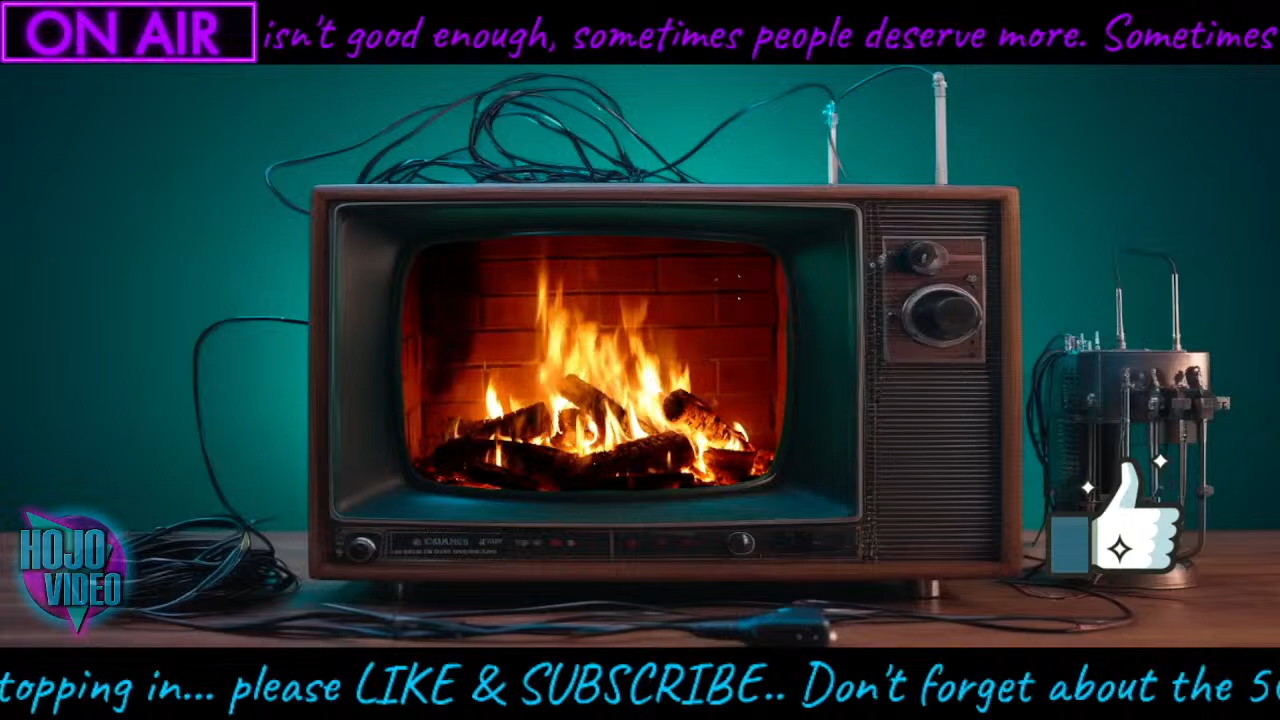 ON AIR isn't good enough, sometimes people deserve more. Sometimes
HOJO
VIDEO
topping in... please LIKE & SUBSCRIBE.. Don't forget about the